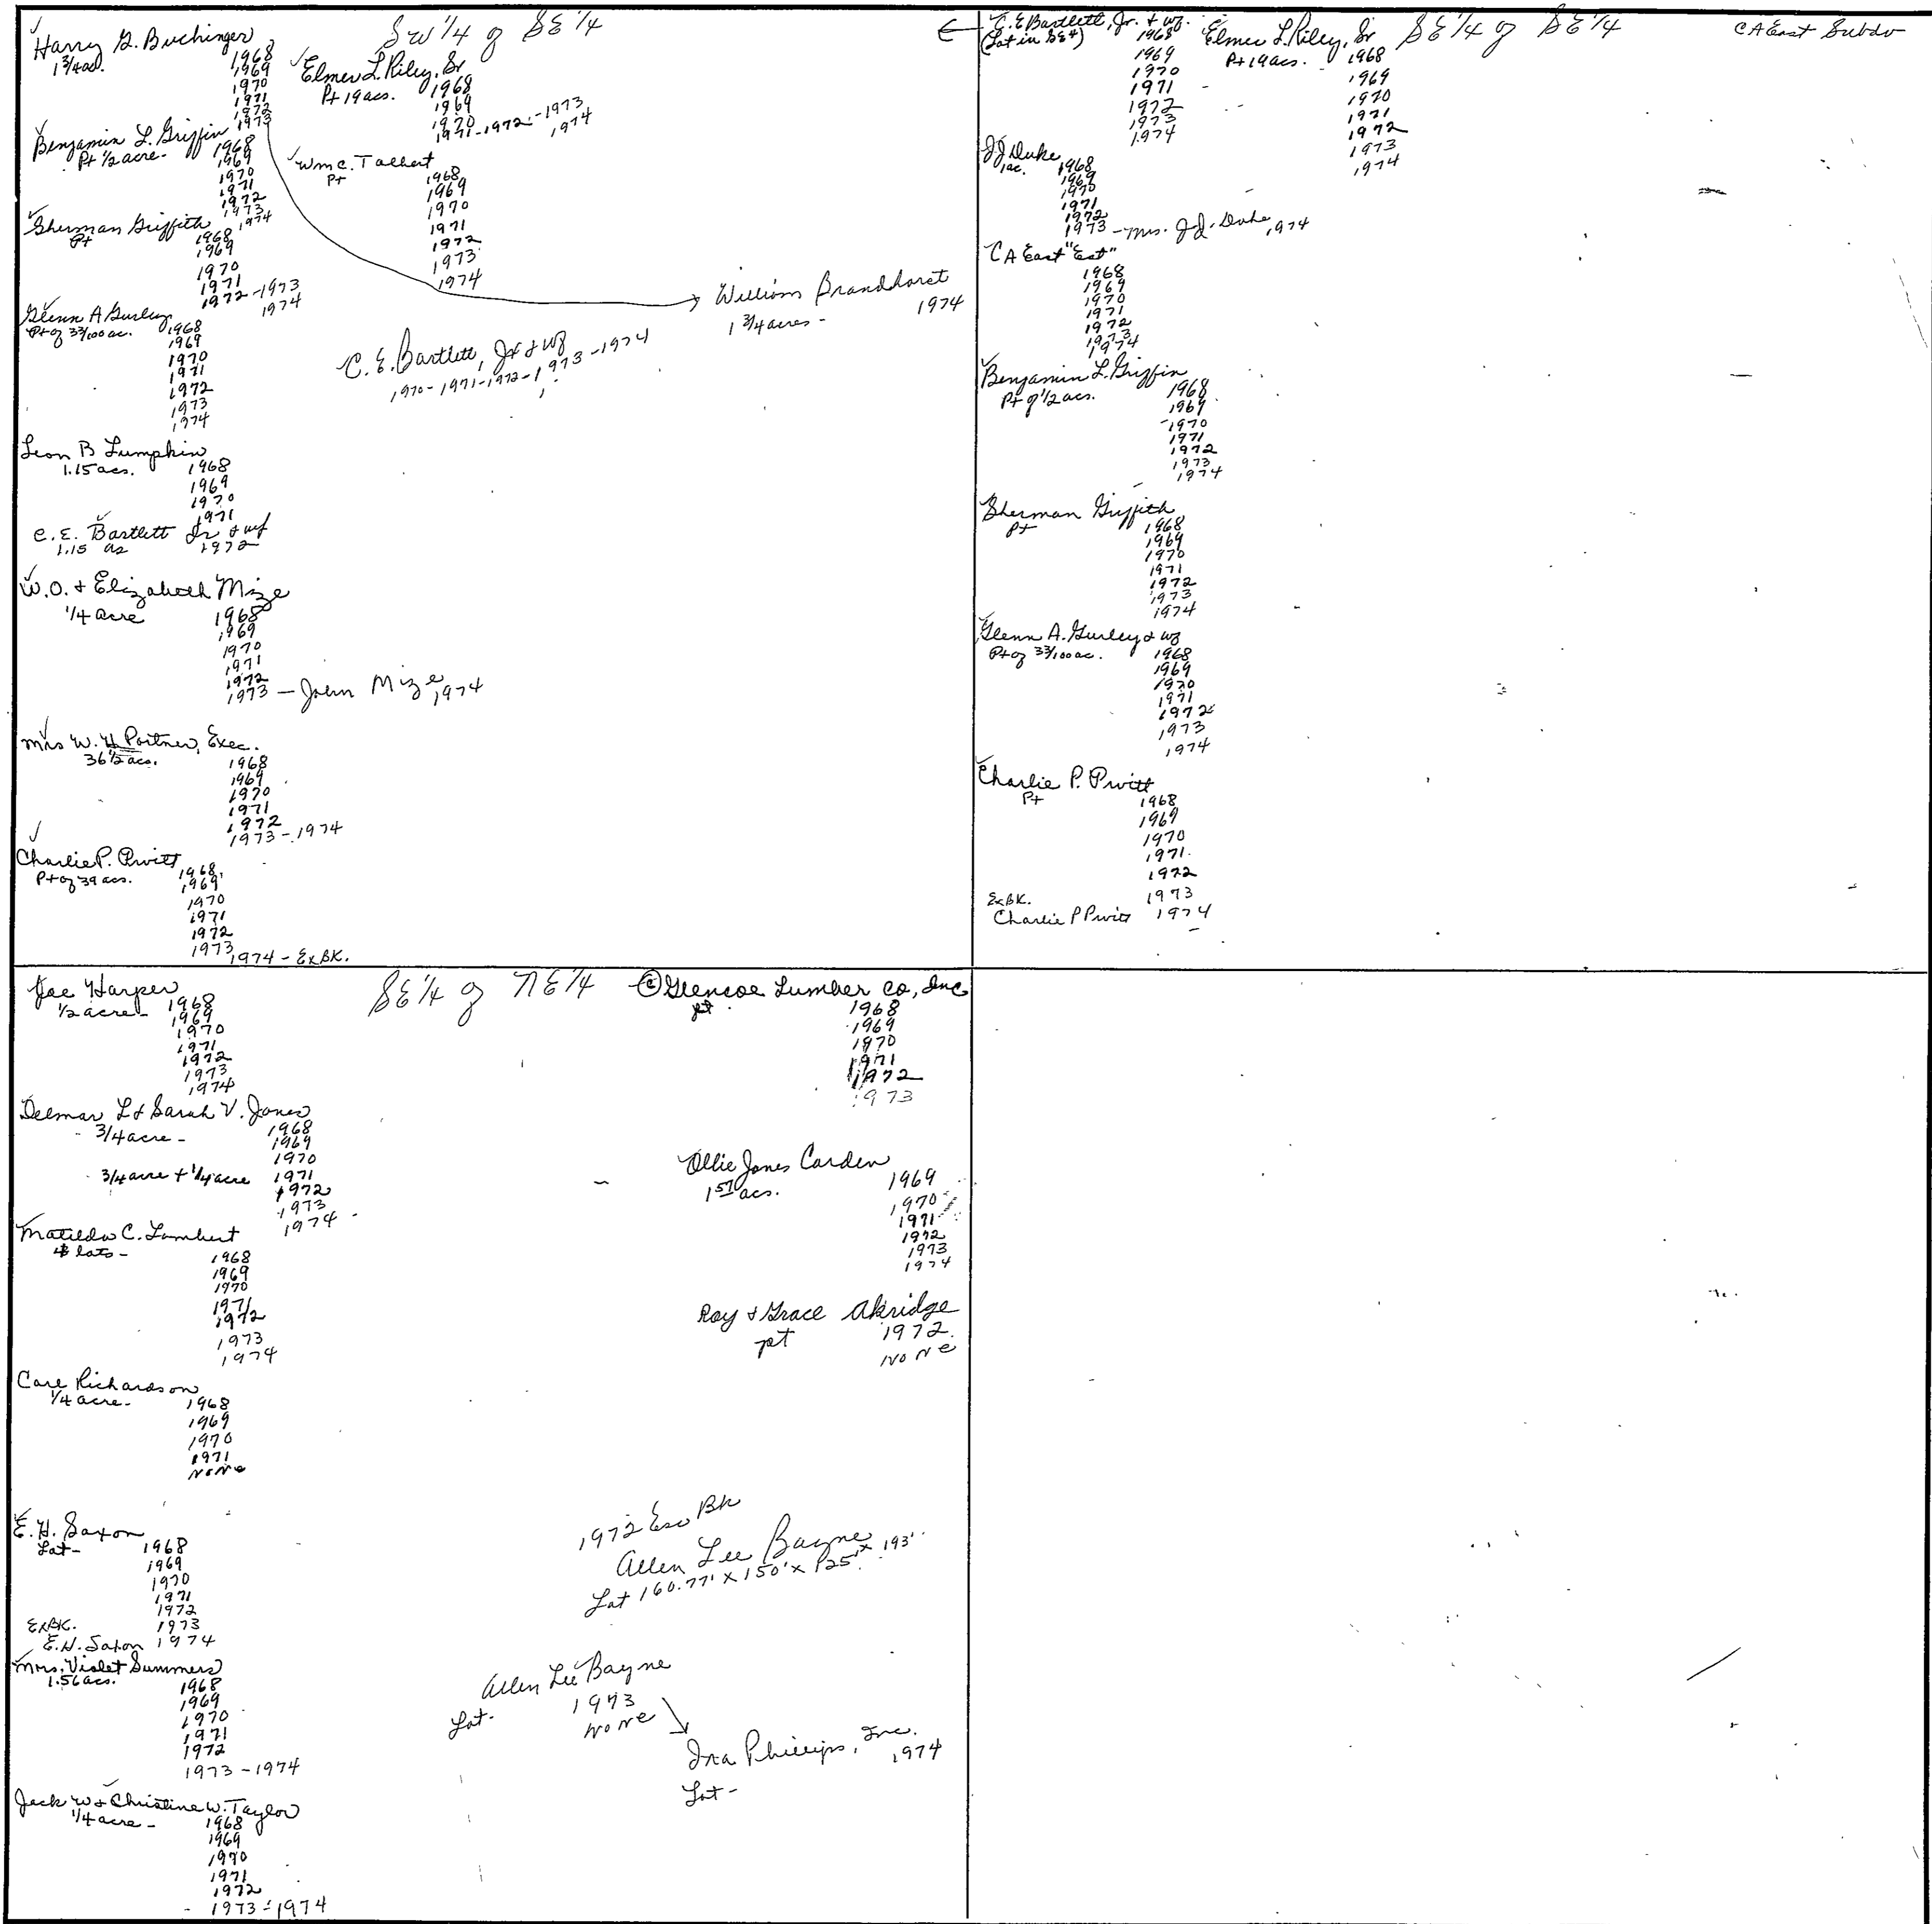 SW 1/4 of SE 1/4
Harry G. Buchinger
1 3/4 ac.
1968
1969
1970
1971
1972
1973
Benjamin L. Griffin
Pt 1/2 acre -
1968
1969
1970
1971
1972
1973
1974
Sherman Griffith
Pt
1968
1969
1970
1971
1972 - 1973
1974
Glenn A Gurley
Pt of 33/100 ac.
1968
1969
1970
1971
1972
1973
1974
Leon B Lumpkin
1.15 acs.
1968
1969
1970
1971
C.E. Bartlett Jr & wf
1.15 as
1972
W.O. & Elizabeth Mize
1/4 acre
1968
1969
1970
1971
1972
1973 - John Mize 1974
Mrs W. H Portner, Exec.
36 1/2 acs.
1968
1969
1970
1971
1972
1973 - 1974
Charlie P. Pruitt
Pt of 39 acs.
1968
1969
1970
1971
1972
1973
1974 - Ex BK.
Elmer L. Riley, Sr
Pt 19 acs.
1968
1969
1970
1971 - 1972 - 1973
1974
Wm C. Talbert
Pt
1968
1969
1970
1971
1972
1973
1974
William Brandhorst
1 3/4 acres -
1974
C.E. Bartlett, Jr & wf
1970 - 1971 - 1972 - 1973 - 1974
SE 1/4 of SE 1/4
CA East Subdv
C.E Bartlett, Jr. & wf.
(Lot in SE4)
1968
1969
1970
1971
1972
1973
1974
Elmer L. Riley, Sr
Pt 19 acs.
1968
1969
1970
1971
1972
1973
1974
JJ Duke
1 ac.
1968
1969
1970
1971
1972
1973 - Mrs. J.J. Duke 1974
CA East "Est"
1968
1969
1970
1971
1972
1973
1974
Benjamin L. Griffin
Pt of 1/2 acs.
1968
1969
1970
1971
1972
1973
1974
Sherman Griffith
Pt
1968
1969
1970
1971
1972
1973
1974
Glenn A. Gurley & wf
Pt of 33/100 ac.
1968
1969
1970
1971
1972
1973
1974
Charlie P. Pruitt
Pt
1968
1969
1970
1971
1972
Ex BK. 1973
Charlie P Pruitt 1974
SE 1/4 of NE 1/4
Joe Harper
1/2 acre -
1968
1969
1970
1971
1972
1973
1974
Delmar L & Sarah V. Jones
3/4 acre -
1968
1969
1970
3/4 acre + 1/4 acre 1971
1972
1973
1974
Matilda C. Lambert
lots -
1968
1969
1970
1971
1972
1973
1974
Carl Richardson
1/4 acre -
1968
1969
1970
1971
None
E.H. Saxon
Lot -
1968
1969
1970
1971
1972
Ex BK. 1973
E.H. Saxon 1974
Mrs. Violet Summers
1.56 acs.
1968
1969
1970
1971
1972
1973 - 1974
Jack W & Christine W. Taylor
1/4 acre -
1968
1969
1970
1971
1972
1973 - 1974
© Glencoe Lumber Co, Inc
pt
1968
1969
1970
1971
1972
1973
Ollie Jones Carden
acs.
1969
1970
1971
1972
1973
1974
Roy & Grace Akridge
pt
1972
None
1972 Esc Bk
Allen Lee Bayne
Lot 160.77' x 150' x 125' x 193'
Allen Lee Bayne
Lot -
1973
None
Ira Phillips, Inc.
1974
Lot -